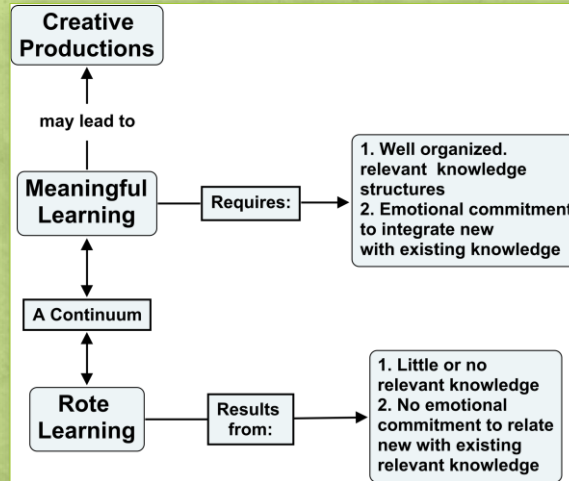 Creative
Productions
may lead to
Meaningful
Learning
Requires:
1. Well organized.
relevant knowledge
structures
2. Emotional commitment
to integrate new
with existing knowledge
A Continuum
Rote
Learning
Results
from:
1. Little or no
relevant knowledge
2. No emotional
commitment to relate
new with existing
relevant knowledge